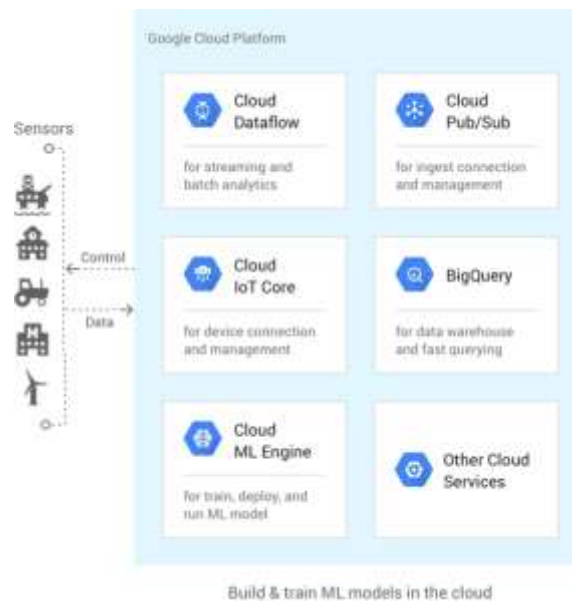 Google Cloud Platform
Sensors
Control
Data
Cloud
Dataflow
for streaming and
batch analytics
Cloud
Pub/Sub
for ingest connection
and management
Cloud
IoT Core
for device connection
and management
BigQuery
for data warehouse
and fast querying
Cloud
ML Engine
for train, deploy, and
run ML model
Other Cloud
Services
Build & train ML models in the cloud